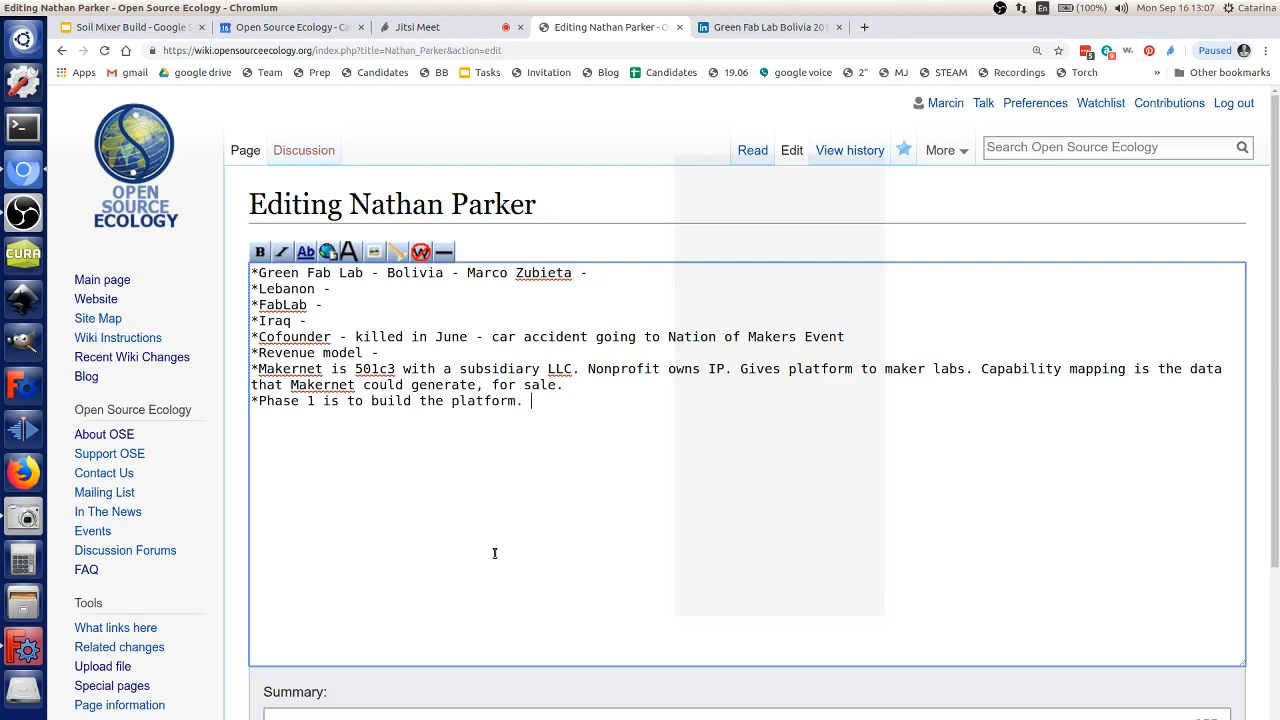 Editing Nathan Parker - Open Source Ecology - Chromium
En (100%) Mon Sep 16 13:07 Catarina
Soil Mixer Build - Google S × Open Source Ecology - Ca × Jitsi Meet × Editing Nathan Parker - O × Green Fab Lab Bolivia 201 × +
https://wiki.opensourceecology.org/index.php?title=Nathan_Parker&action=edit Paused
Apps gmail google drive Team Prep Candidates BB Tasks Invitation Blog Candidates 19.06 google voice 2" MJ STEAM Recordings Torch » Other bookmarks
Marcin Talk Preferences Watchlist Contributions Log out
Page Discussion Read Edit View history More Search Open Source Ecology
OPEN
SOURCE
ECOLOGY
Editing Nathan Parker
B I Ab A W
*Green Fab Lab - Bolivia - Marco Zubieta -
*Lebanon -
*FabLab -
*Iraq -
*Cofounder - killed in June - car accident going to Nation of Makers Event
*Revenue model -
*Makernet is 501c3 with a subsidiary LLC. Nonprofit owns IP. Gives platform to maker labs. Capability mapping is the data
that Makernet could generate, for sale.
*Phase 1 is to build the platform.
Summary:
Main page
Website
Site Map
Wiki Instructions
Recent Wiki Changes
Blog
Open Source Ecology
About OSE
Support OSE
Contact Us
Mailing List
In The News
Events
Discussion Forums
FAQ
Tools
What links here
Related changes
Upload file
Special pages
Page information
CURA